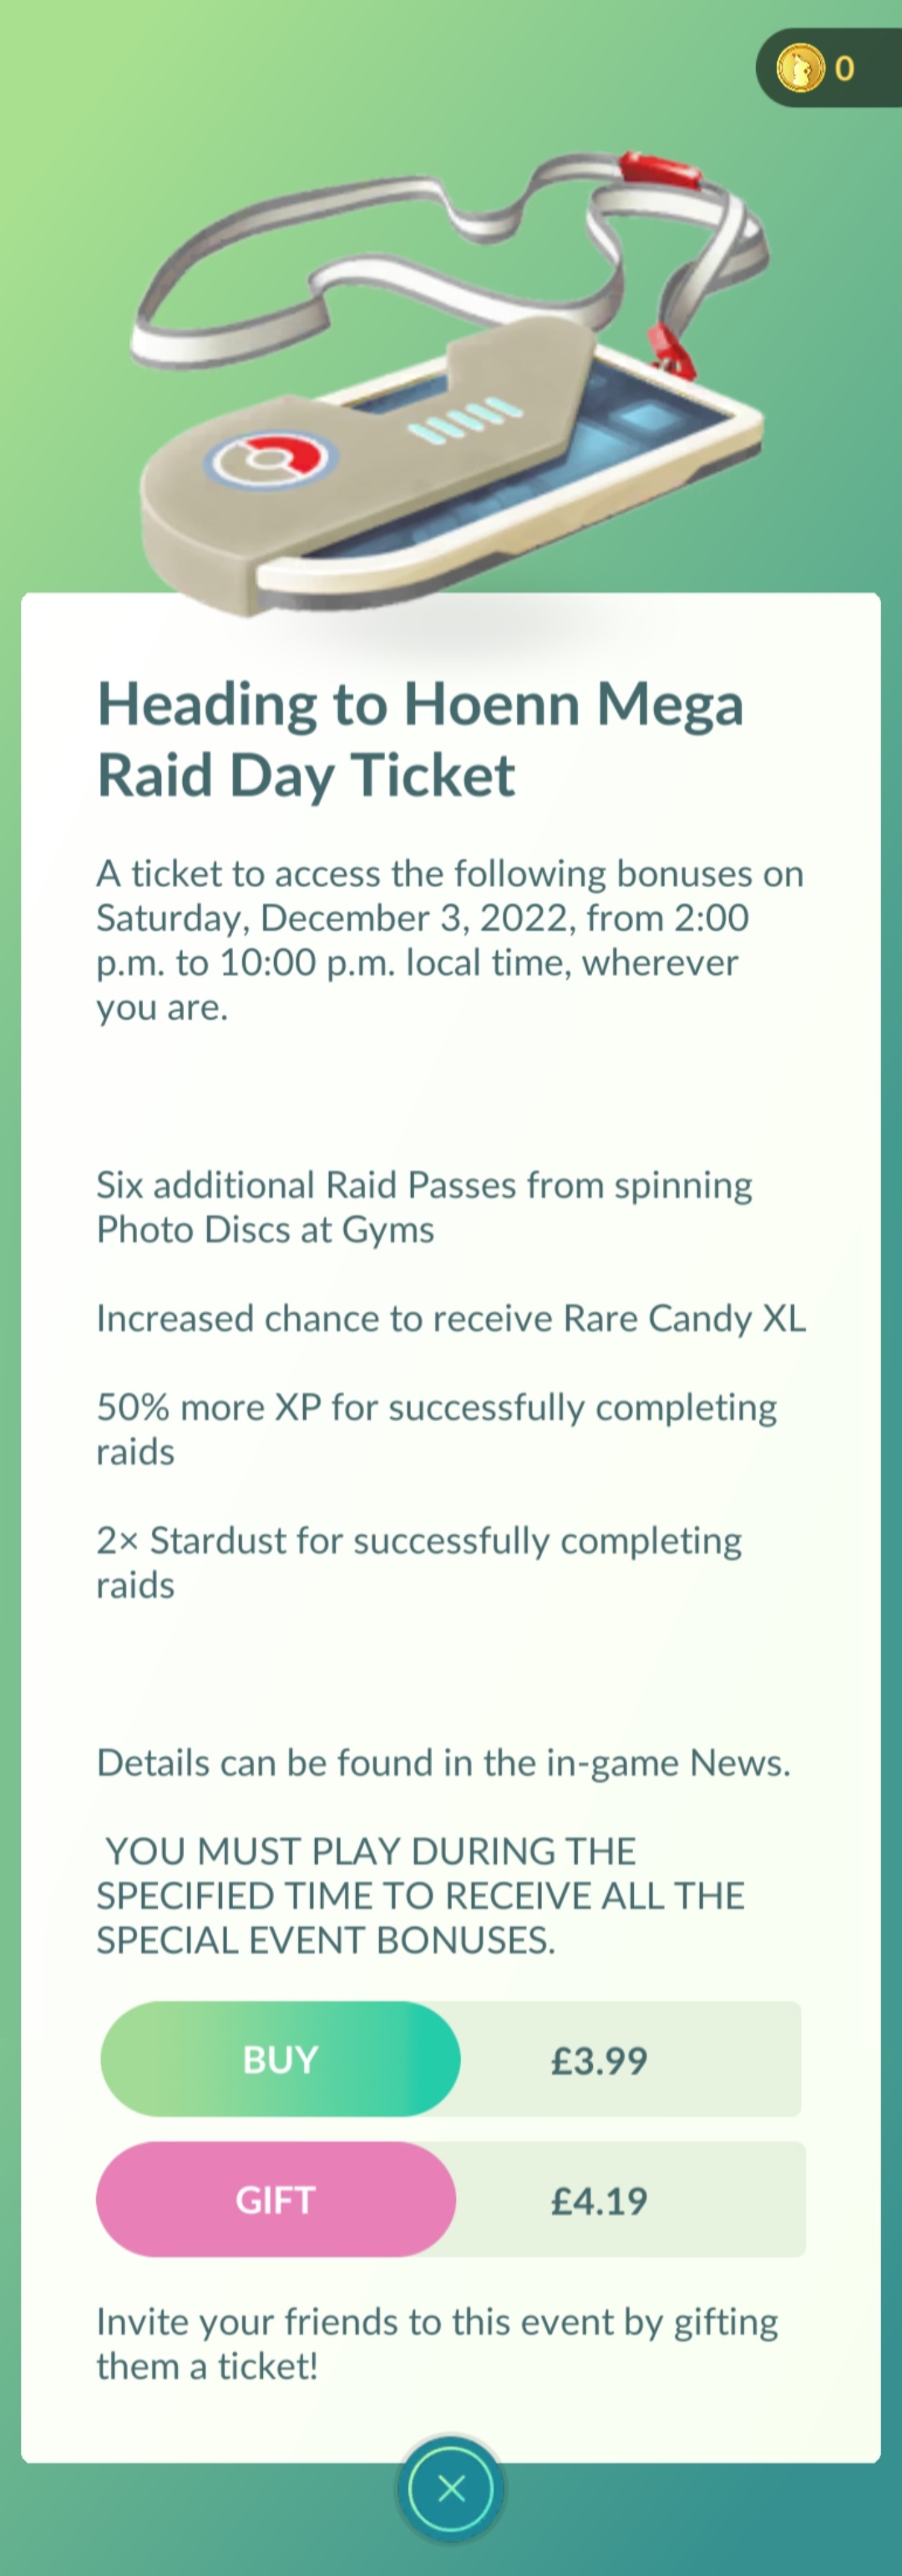 0
Heading to Hoenn Mega
Raid Day Ticket
A ticket to access the following bonuses on
Saturday, December 3, 2022, from 2:00
p.m. to 10:00 p.m. local time, wherever
you are.
Six additional Raid Passes from spinning
Photo Discs at Gyms
Increased chance to receive Rare Candy XL
50% more XP for successfully completing
raids
2× Stardust for successfully completing
raids
Details can be found in the in-game News.
YOU MUST PLAY DURING THE
SPECIFIED TIME TO RECEIVE ALL THE
SPECIAL EVENT BONUSES.
BUY £3.99
GIFT £4.19
Invite your friends to this event by gifting
them a ticket!